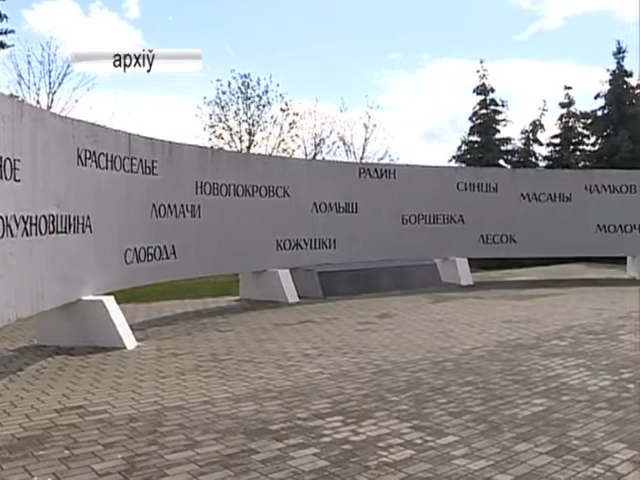 архіў
КРАСНОСЕЛЬЕ
РАДИН
НОВОПОКРОВСК
СИНЦЫ
МАСАНЫ
ЧАМКОВ
ЛОМАЧИ
ЛОМЫШ
БОРЩЕВКА
СЛОБОДА
КОЖУШКИ
ЛЕСОК